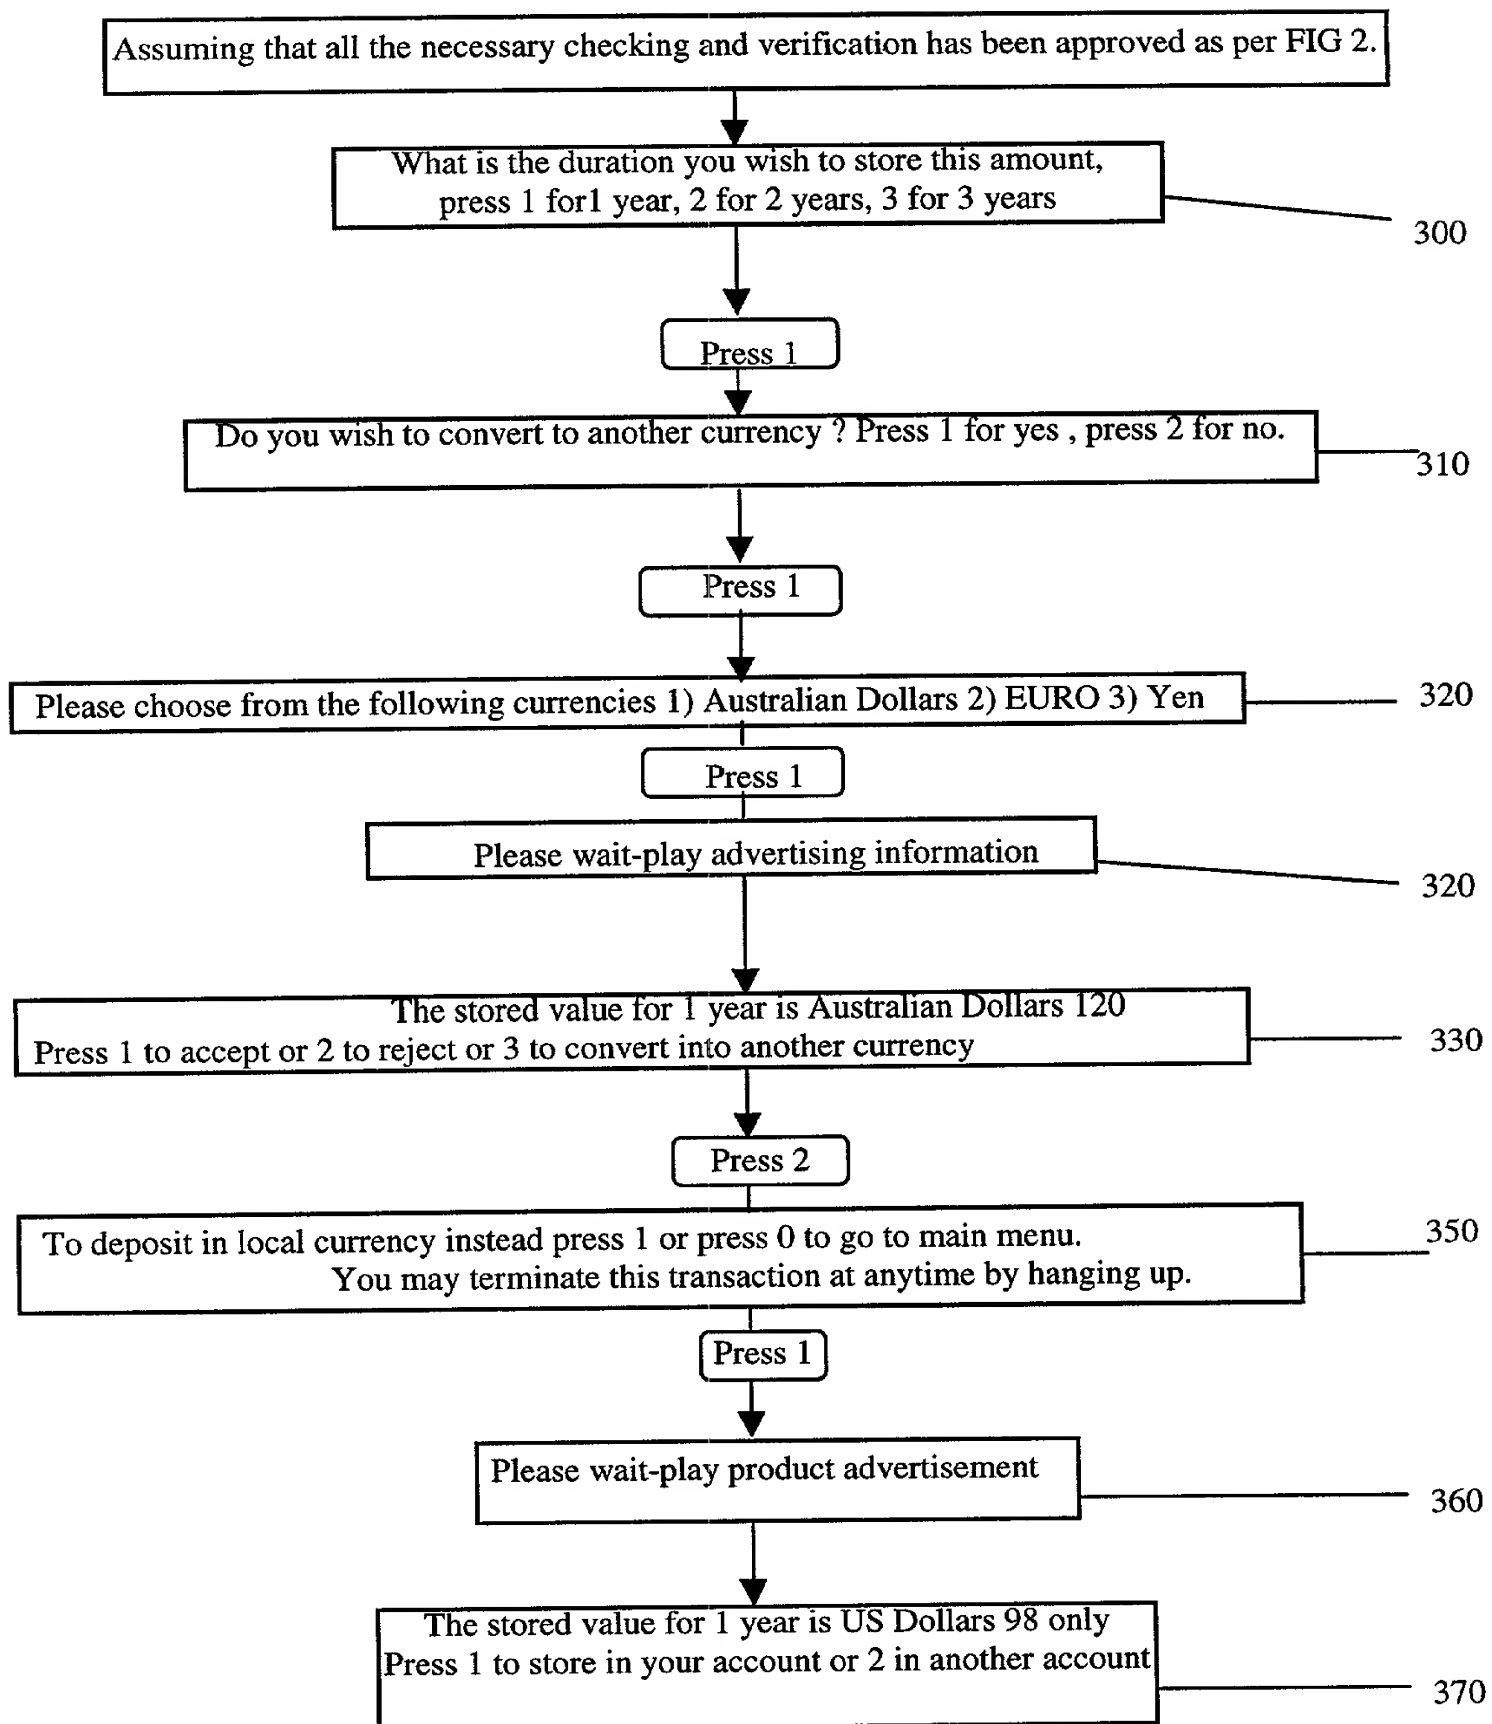 Assuming that all the necessary checking and verification has been approved as per FIG 2.
What is the duration you wish to store this amount,
press 1 for1 year, 2 for 2 years, 3 for 3 years
300
Press 1
Do you wish to convert to another currency ? Press 1 for yes , press 2 for no.
310
Press 1
Please choose from the following currencies 1) Australian Dollars 2) EURO 3) Yen
320
Press 1
Please wait-play advertising information
320
The stored value for 1 year is Australian Dollars 120
Press 1 to accept or 2 to reject or 3 to convert into another currency
330
Press 2
To deposit in local currency instead press 1 or press 0 to go to main menu.
You may terminate this transaction at anytime by hanging up.
350
Press 1
Please wait-play product advertisement
360
The stored value for 1 year is US Dollars 98 only
Press 1 to store in your account or 2 in another account
370